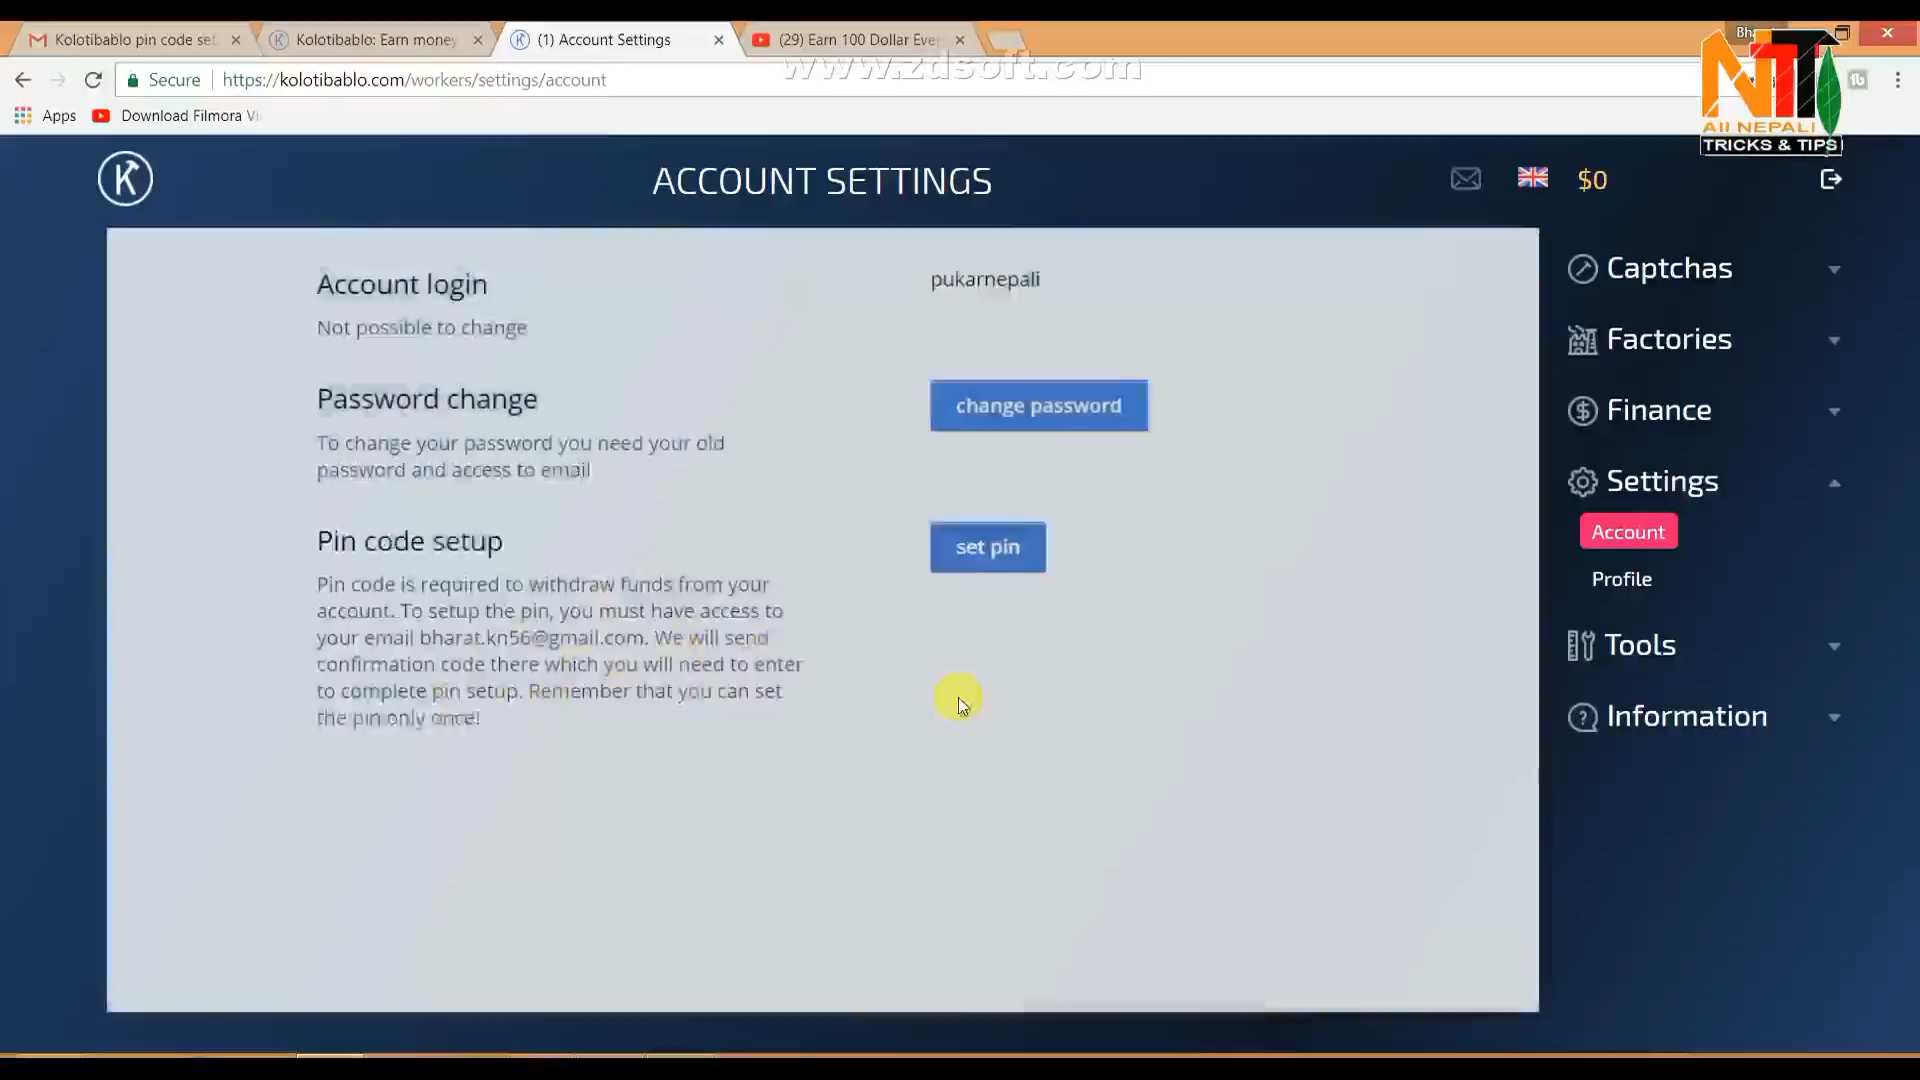 Kolotibablo pin code set
Kolotibablo: Earn money
(1) Account Settings
(29) Earn 100 Dollar Eve
www.zdsoft.com
Secure
https://kolotibablo.com/workers/settings/account
Apps
Download Filmora Vi
All NEPALI
TRICKS & TIPS
K
ACCOUNT SETTINGS
$0
Account login
pukarnepali
Not possible to change
Password change
change password
To change your password you need your old
password and access to email
Pin code setup
set pin
Pin code is required to withdraw funds from your
account. To setup the pin, you must have access to
your email bharat.kn56@gmail.com. We will send
confirmation code there which you will need to enter
to complete pin setup. Remember that you can set
the pin only once!
Captchas
Factories
Finance
Settings
Account
Profile
Tools
Information